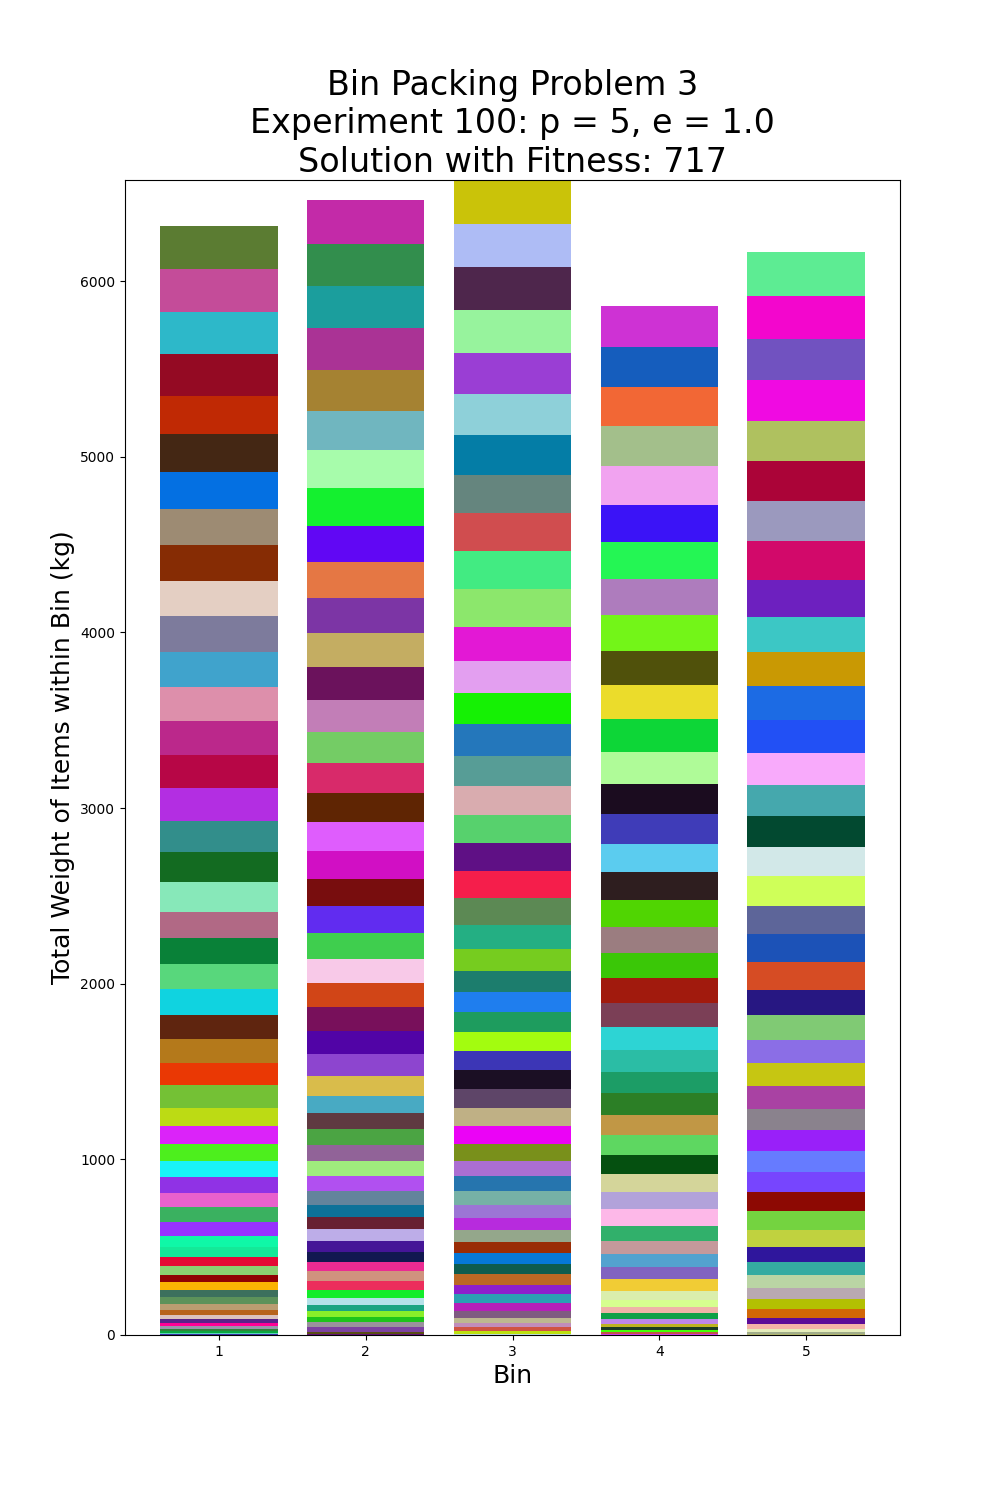 Bin Packing Problem 3
Experiment 100: p = 5, e = 1.0
Solution with Fitness: 717
Total Weight of Items within Bin (kg)
6000
5000
4000
3000
2000
1000
0
1 2 3 4 5
Bin